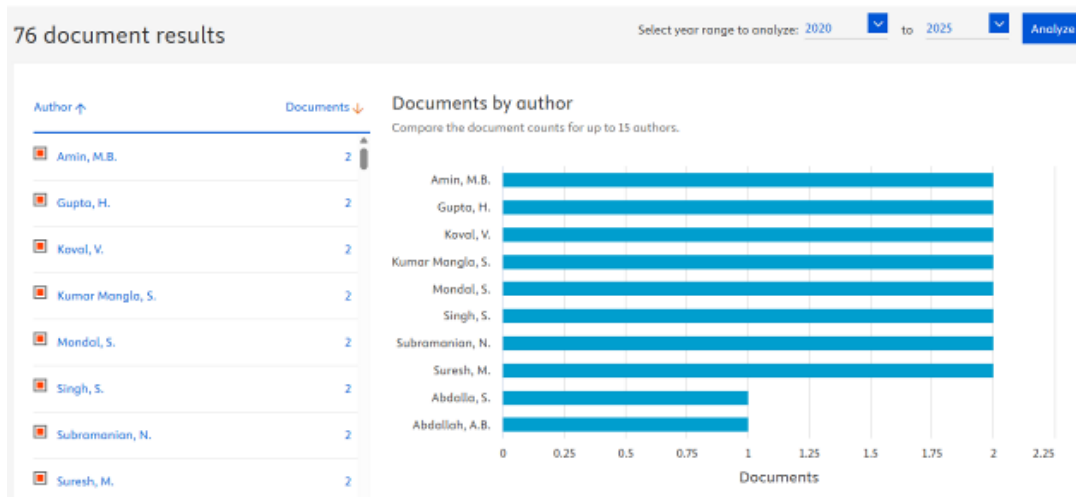 76 document results
Select year range to analyze: 2020 to 2025 Analyze
Author Documents
Amin, M.B. 2
Gupta, H. 2
Koval, V. 2
Kumar Mangla, S. 2
Mondal, S. 2
Singh, S. 2
Subramanian, N. 2
Suresh, M. 2
Documents by author
Compare the document counts for up to 15 authors.
Amin, M.B.
Gupta, H.
Koval, V.
Kumar Mangla, S.
Mondal, S.
Singh, S.
Subramanian, N.
Suresh, M.
Abdalla, S.
Abdallah, A.B.
0 0.25 0.5 0.75 1 1.25 1.5 1.75 2 2.25
Documents